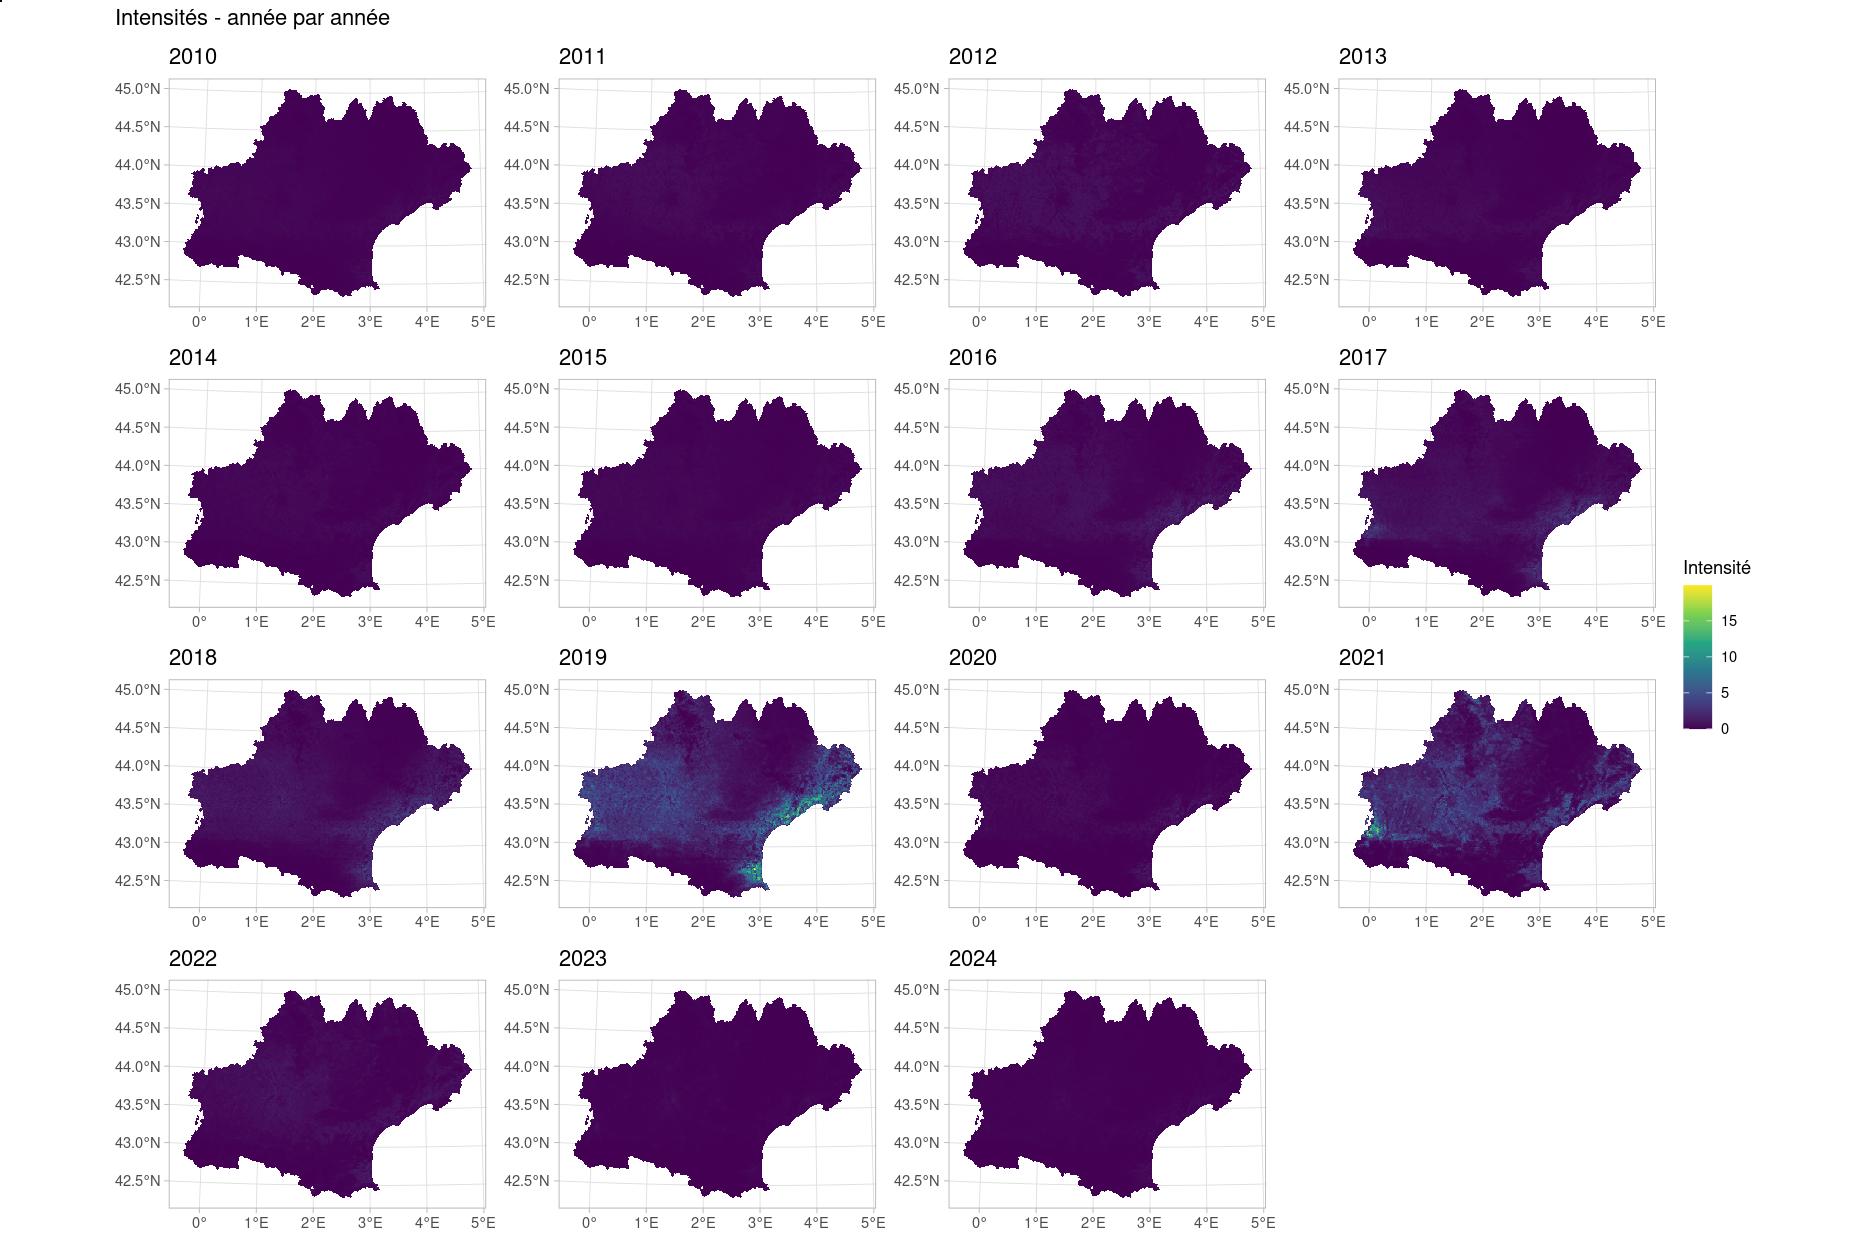 Intensités - année par année
2010 2011 2012 2013
45.0°N 45.0°N 45.0°N 45.0°N
44.5°N 44.5°N 44.5°N 44.5°N
44.0°N 44.0°N 44.0°N 44.0°N
43.5°N 43.5°N 43.5°N 43.5°N
43.0°N 43.0°N 43.0°N 43.0°N
42.5°N 42.5°N 42.5°N 42.5°N
0° 1°E 2°E 3°E 4°E 5°E 0° 1°E 2°E 3°E 4°E 5°E 0° 1°E 2°E 3°E 4°E 5°E 0° 1°E 2°E 3°E 4°E 5°E
2014 2015 2016 2017
45.0°N 45.0°N 45.0°N 45.0°N
44.5°N 44.5°N 44.5°N 44.5°N
44.0°N 44.0°N 44.0°N 44.0°N
43.5°N 43.5°N 43.5°N 43.5°N
43.0°N 43.0°N 43.0°N 43.0°N
42.5°N 42.5°N 42.5°N 42.5°N
0° 1°E 2°E 3°E 4°E 5°E 0° 1°E 2°E 3°E 4°E 5°E 0° 1°E 2°E 3°E 4°E 5°E 0° 1°E 2°E 3°E 4°E 5°E
Intensité
15
10
5
0
2018 2019 2020 2021
45.0°N 45.0°N 45.0°N 45.0°N
44.5°N 44.5°N 44.5°N 44.5°N
44.0°N 44.0°N 44.0°N 44.0°N
43.5°N 43.5°N 43.5°N 43.5°N
43.0°N 43.0°N 43.0°N 43.0°N
42.5°N 42.5°N 42.5°N 42.5°N
0° 1°E 2°E 3°E 4°E 5°E 0° 1°E 2°E 3°E 4°E 5°E 0° 1°E 2°E 3°E 4°E 5°E 0° 1°E 2°E 3°E 4°E 5°E
2022 2023 2024
45.0°N 45.0°N 45.0°N
44.5°N 44.5°N 44.5°N
44.0°N 44.0°N 44.0°N
43.5°N 43.5°N 43.5°N
43.0°N 43.0°N 43.0°N
42.5°N 42.5°N 42.5°N
0° 1°E 2°E 3°E 4°E 5°E 0° 1°E 2°E 3°E 4°E 5°E 0° 1°E 2°E 3°E 4°E 5°E